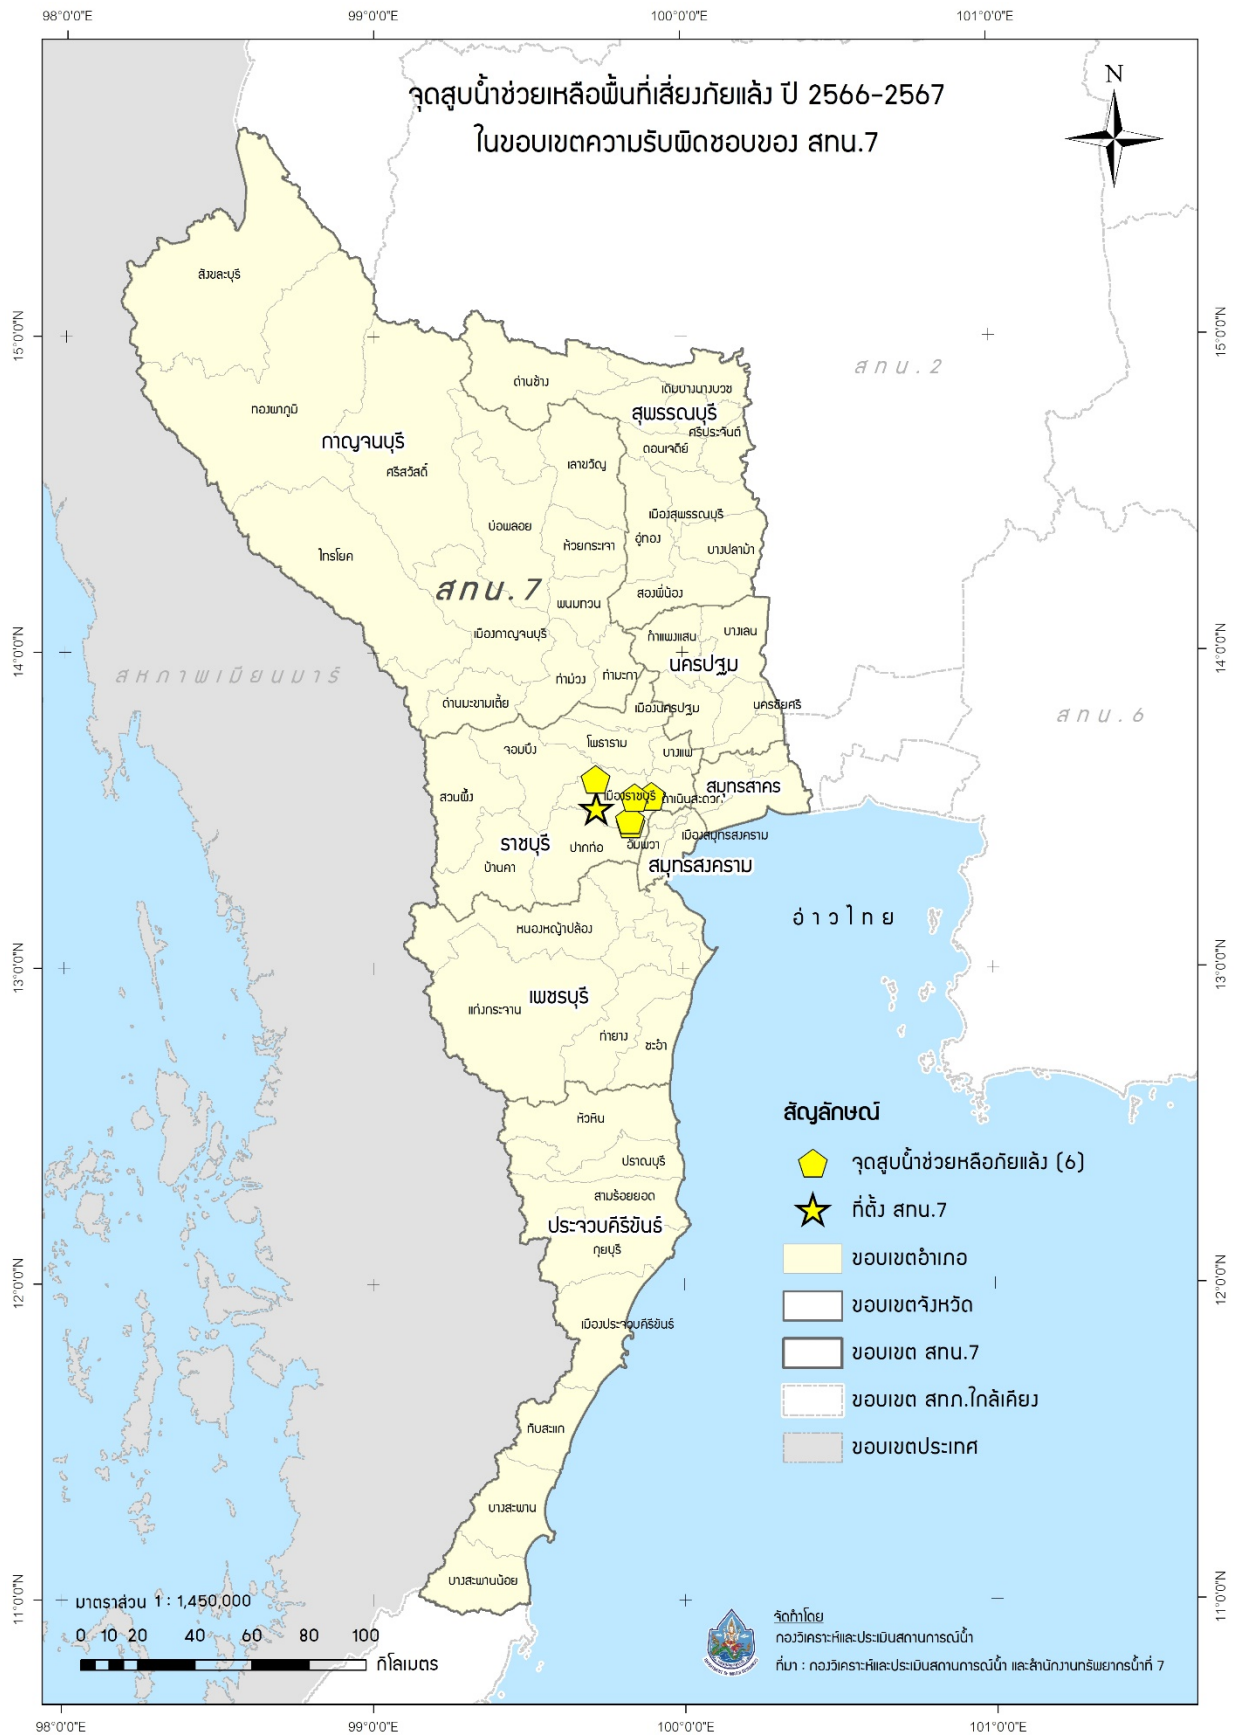 98°0'0"E 99°0'0"E 100°0'0"E 101°0'0"E
จุดสูบน้ำช่วยเหลือพื้นที่เสี่ยงภัยแล้ง ปี 2566-2567
ในขอบเขตความรับผิดชอบของ สทน.7
N
สังขละบุรี
15°0'0"N 15°0'0"N
สทน.2
ด่านช้าง
เดิมบางนางบวช
ทองผาภูมิ
สุพรรณบุรี
ศรีประจันต์
กาญจนบุรี
ดอนเจดีย์
ศรีสวัสดิ์
เลาขวัญ
เมืองสุพรรณบุรี
บ่อพลอย
อู่ทอง
ห้วยกระเจา
บางปลาม้า
ไทรโยค
สทน.7
สองพี่น้อง
พนมทวน
เมืองกาญจนบุรี
กำแพงแสน
บางเลน
14°0'0"N 14°0'0"N
นครปฐม
สหภาพเมียนมาร์
ท่าม่วง
ท่ามะกา
ด่านมะขามเตี้ย
เมืองนครปฐม
นครชัยศรี
สทน.6
จอมบึง
โพธาราม
บางแพ
สมุทรสาคร
สวนผึ้ง
เมืองราชบุรี
ดำเนินสะดวก
เมืองสมุทรสงคราม
ราชบุรี
ปากท่อ
อัมพวา
สมุทรสงคราม
บ้านคา
อ่าวไทย
หนองหญ้าปล้อง
13°0'0"N 13°0'0"N
เพชรบุรี
แก่งกระจาน
ท่ายาง
ชะอำ
สัญลักษณ์
หัวหิน
จุดสูบน้ำช่วยหลือภัยแล้ง (6)
ปราณบุรี
สามร้อยยอด
ที่ตั้ง สทน.7
ประจวบคีรีขันธ์
กุยบุรี
ขอบเขตอำเภอ
12°0'0"N 12°0'0"N
ขอบเขตจังหวัด
เมืองประจวบคีรีขันธ์
ขอบเขต สทน.7
ขอบเขต สทภ.ใกล้เคียง
ทับสะแก
ขอบเขตประเทศ
บางสะพาน
บางสะพานน้อย
11°0'0"N 11°0'0"N
มาตราส่วน 1 : 1,450,000
0 10 20 40 60 80 100
กิโลเมตร
จัดทำโดย
กองวิเคราะห์และประเมินสถานการณ์น้ำ
ที่มา : กองวิเคราะห์และประเมินสถานการณ์น้ำ และสำนักงานทรัพยากรน้ำที่ 7
98°0'0"E 99°0'0"E 100°0'0"E 101°0'0"E